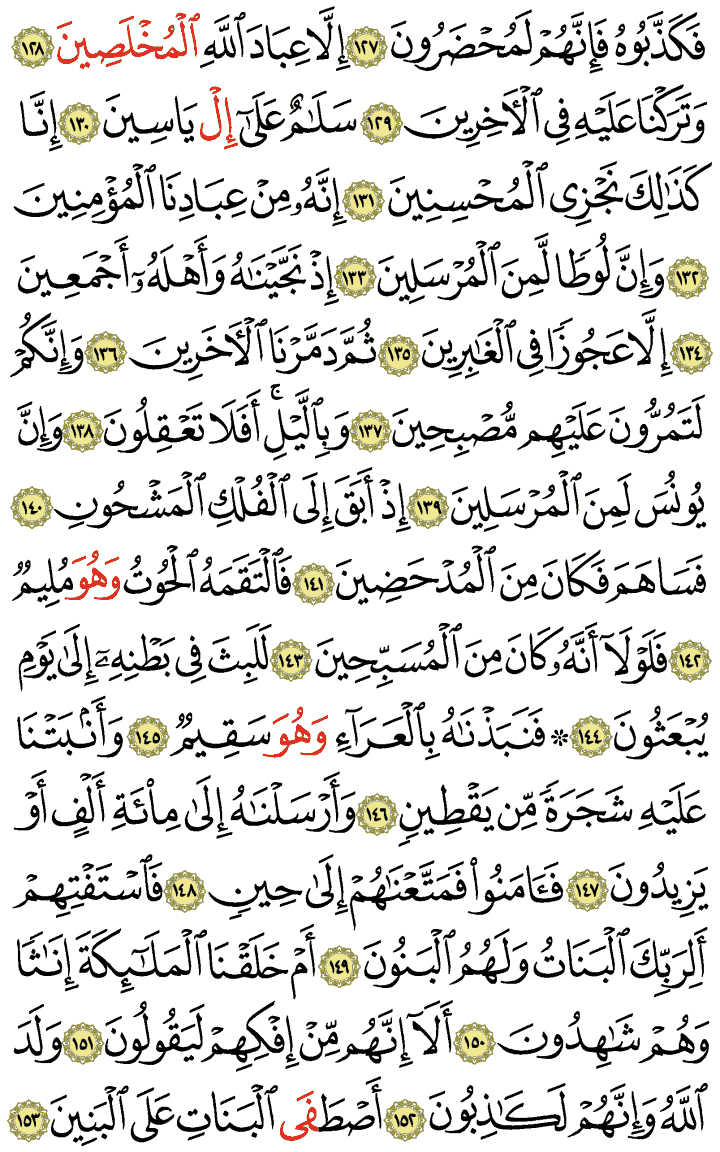 فَكَذَّبُوهُ فَإِنَّهُمْ لَمُحْضَرُونَ ١٢٧ إِلَّا عِبَادَ ٱللَّهِ ٱلْمُخْلَصِينَ ١٢٨
وَتَرَكْنَا عَلَيْهِ فِي ٱلْأَخِرِينَ ١٢٩ سَلَٰمٌ عَلَىٰٓ إِلْ يَاسِينَ ١٣٠ إِنَّا
كَذَٰلِكَ نَجْزِي ٱلْمُحْسِنِينَ ١٣١ إِنَّهُۥ مِنْ عِبَادِنَا ٱلْمُؤْمِنِينَ
١٣٢ وَإِنَّ لُوطًا لَّمِنَ ٱلْمُرْسَلِينَ ١٣٣ إِذْ نَجَّيْنَٰهُ وَأَهْلَهُۥٓ أَجْمَعِينَ
١٣٤ إِلَّا عَجُوزًا فِي ٱلْغَٰبِرِينَ ١٣٥ ثُمَّ دَمَّرْنَا ٱلْأَخَرِينَ ١٣٦ وَإِنَّكُمْ
لَتَمُرُّونَ عَلَيْهِم مُّصْبِحِينَ ١٣٧ وَبِٱلَّيْلِۚ أَفَلَا تَعْقِلُونَ ١٣٨ وَإِنَّ
يُونُسَ لَمِنَ ٱلْمُرْسَلِينَ ١٣٩ إِذْ أَبَقَ إِلَى ٱلْفُلْكِ ٱلْمَشْحُونِ ١٤٠
فَسَاهَمَ فَكَانَ مِنَ ٱلْمُدْحَضِينَ ١٤١ فَٱلْتَقَمَهُ ٱلْحُوتُ وَهُوَ مُلِيمٌ
١٤٢ فَلَوْلَآ أَنَّهُۥ كَانَ مِنَ ٱلْمُسَبِّحِينَ ١٤٣ لَلَبِثَ فِي بَطْنِهِۦٓ إِلَىٰ يَوْمِ
يُبْعَثُونَ ١٤٤ ۞ فَنَبَذْنَٰهُ بِٱلْعَرَآءِ وَهُوَ سَقِيمٌ ١٤٥ وَأَنۢبَتْنَا
عَلَيْهِ شَجَرَةً مِّن يَقْطِينٍ ١٤٦ وَأَرْسَلْنَٰهُ إِلَىٰ مِا۟ئَةِ أَلْفٍ أَوْ
يَزِيدُونَ ١٤٧ فَـَٔامَنُوا۟ فَمَتَّعْنَٰهُمْ إِلَىٰ حِينٍ ١٤٨ فَٱسْتَفْتِهِمْ
أَلِرَبِّكَ ٱلْبَنَاتُ وَلَهُمُ ٱلْبَنُونَ ١٤٩ أَمْ خَلَقْنَا ٱلْمَلَٰٓئِكَةَ إِنَٰثًا
وَهُمْ شَٰهِدُونَ ١٥٠ أَلَآ إِنَّهُم مِّنْ إِفْكِهِمْ لَيَقُولُونَ ١٥١ وَلَدَ
ٱللَّهُ وَإِنَّهُمْ لَكَٰذِبُونَ ١٥٢ أَصْطَفَى ٱلْبَنَاتِ عَلَى ٱلْبَنِينَ ١٥٣